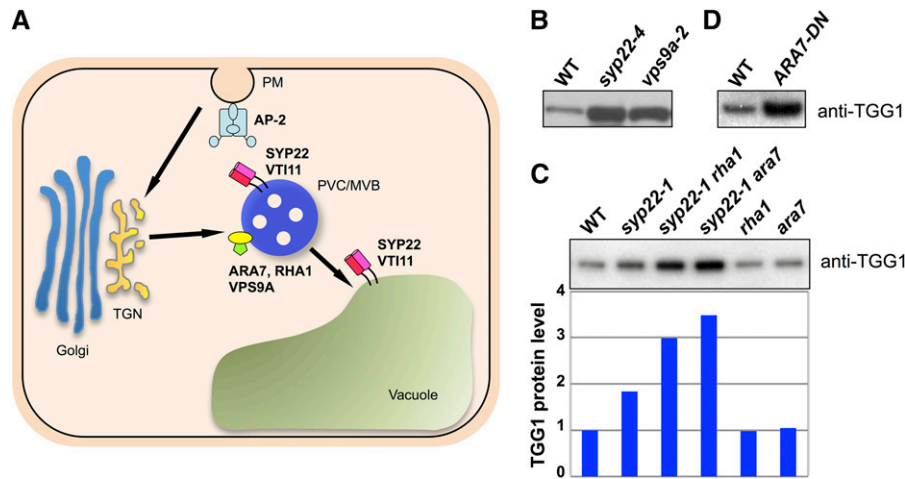 A
PM
AP-2
SYP22
VTI11
PVC/MVB
SYP22
VTI11
ARA7, RHA1
VPS9A
TGN
Golgi
Vacuole
B
WT
syp22-4
vps9a-2
D
WT
ARA7-DN
anti-TGG1
C
WT
syp22-1
syp22-1 rha1
syp22-1 ara7
rha1
ara7
anti-TGG1
TGG1 protein level
4
3
2
1
0